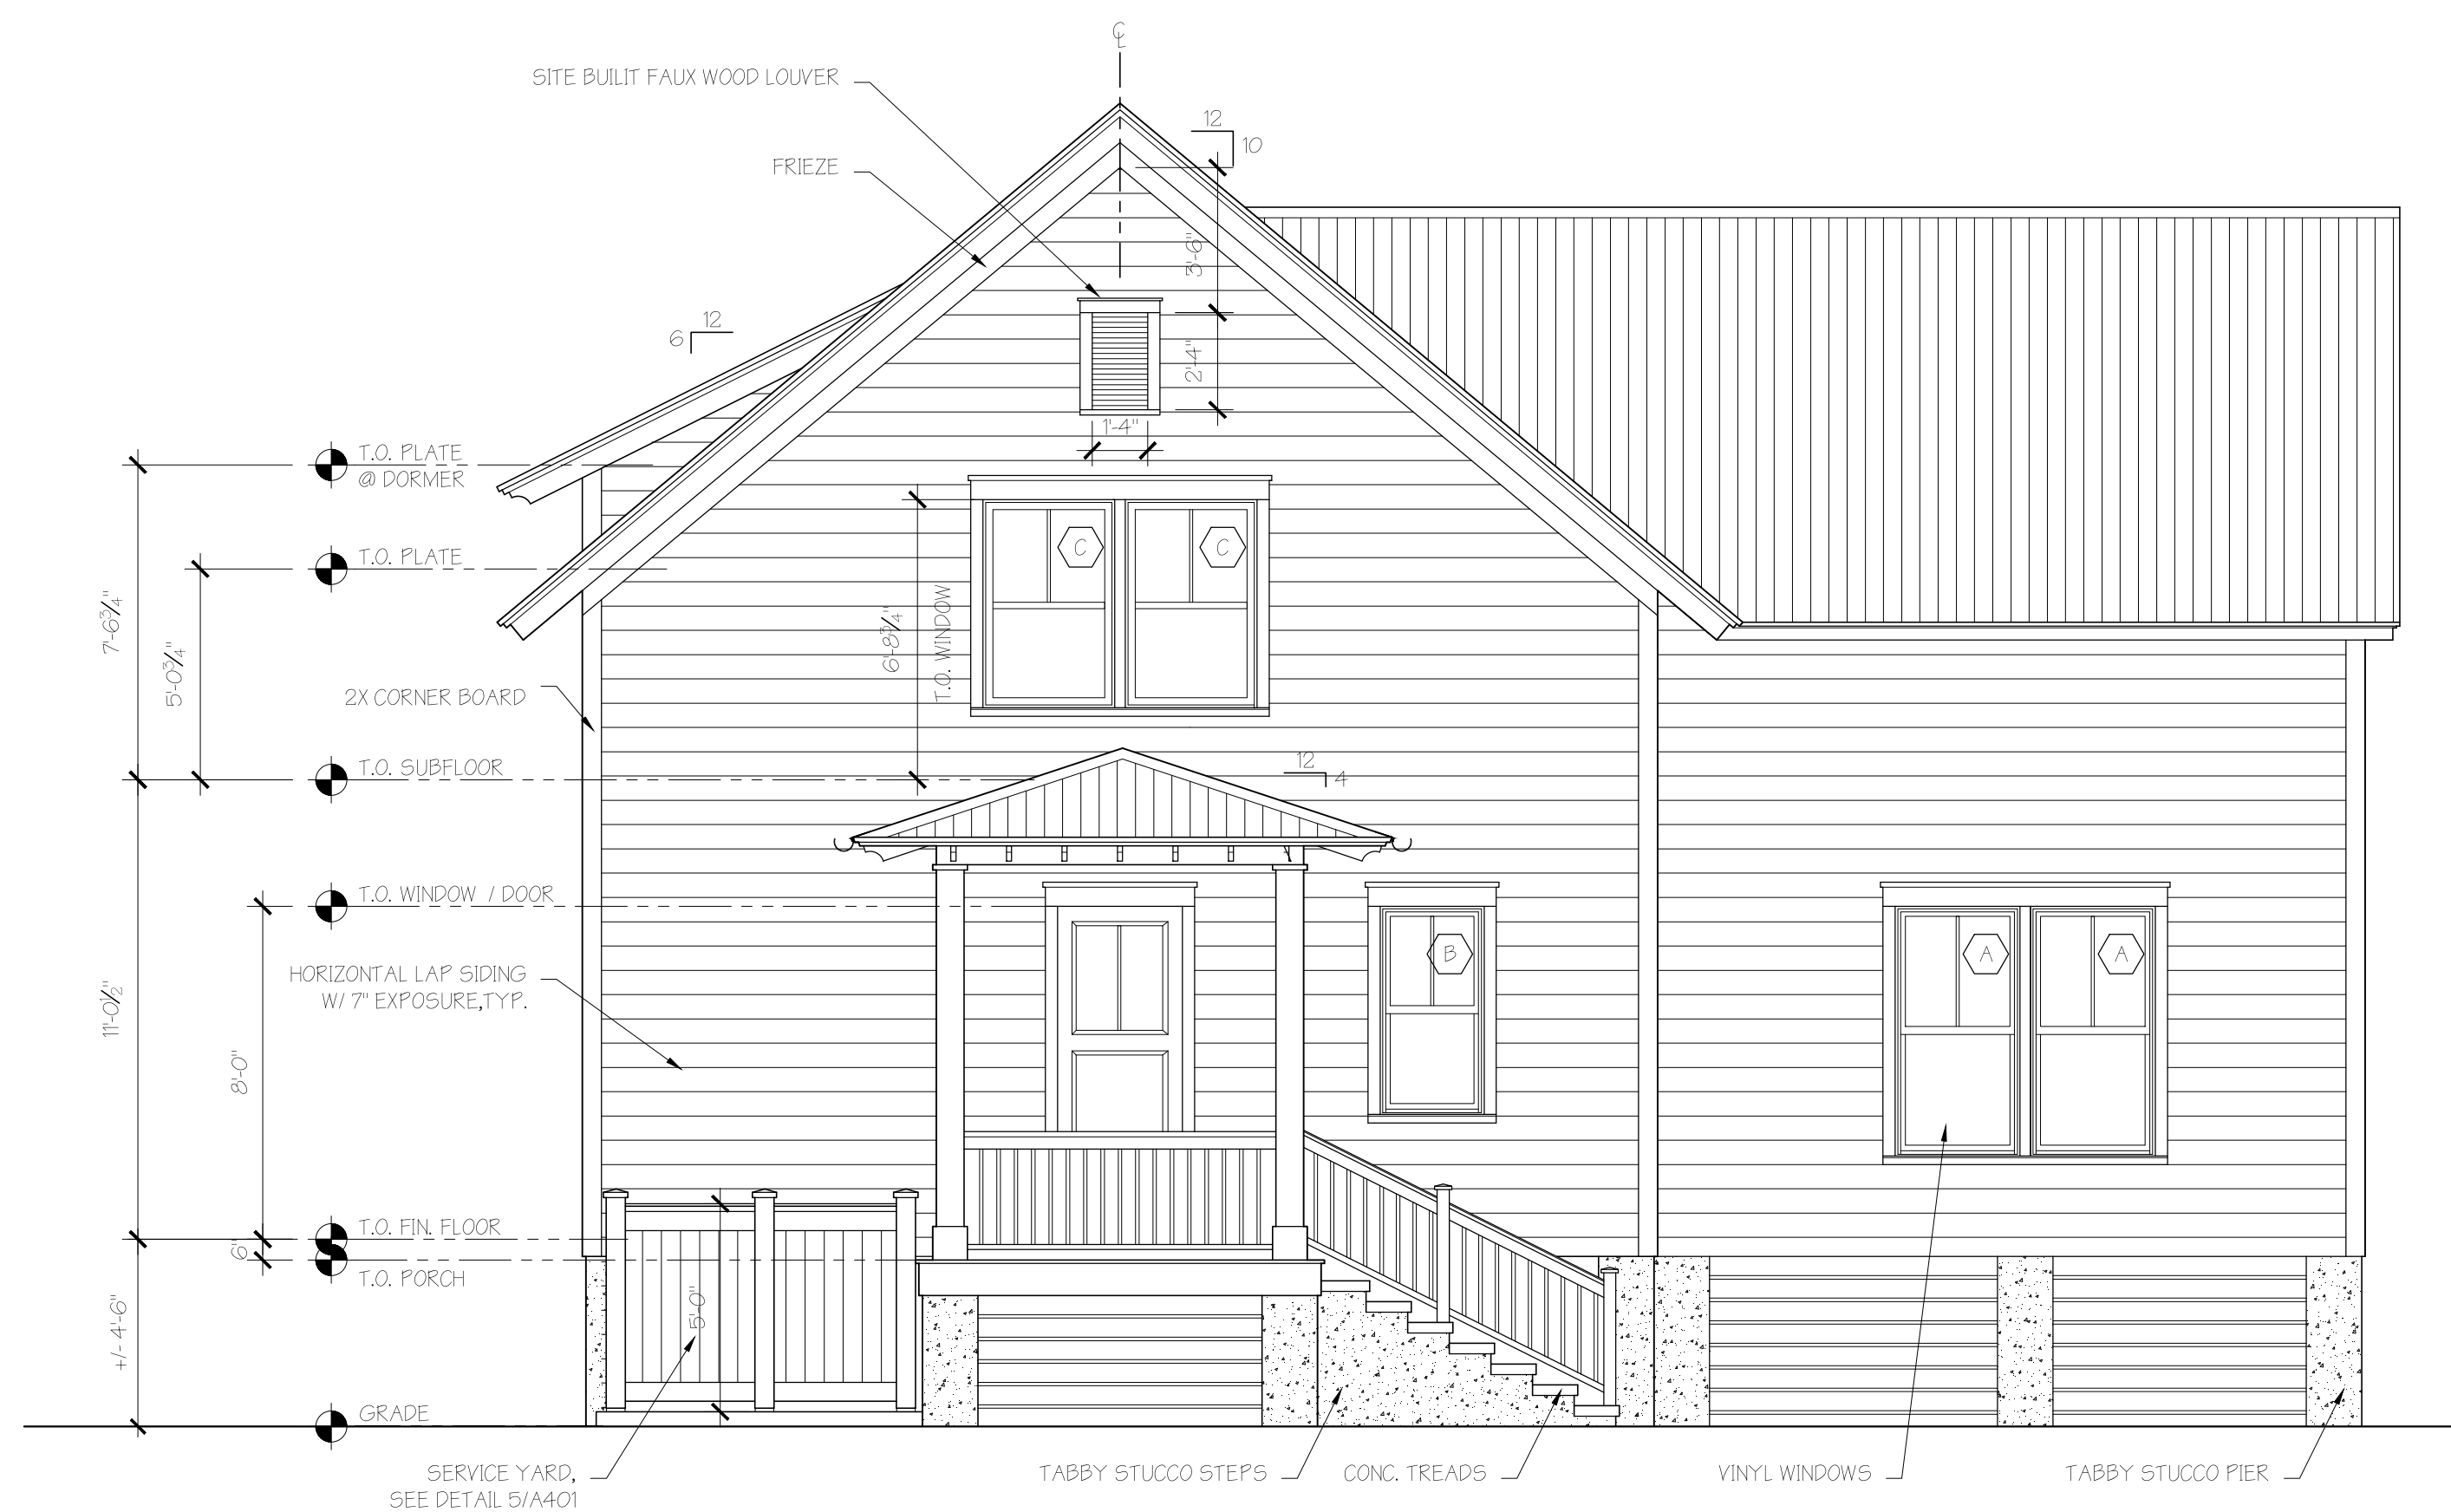 ℄
SITE BUILIT FAUX WOOD LOUVER
12
10
FRIEZE
3'-6"
12
6
2'-4"
1'-4"
T.O. PLATE
@ DORMER
C
C
T.O. PLATE
7'-6¾"
5'-0¾"
6'-8¾"
T.O. WINDOW
2X CORNER BOARD
T.O. SUBFLOOR
12
4
T.O. WINDOW / DOOR
B
A
A
HORIZONTAL LAP SIDING
W/ 7" EXPOSURE,TYP.
11'-0½"
8'-0"
T.O. FIN. FLOOR
6"
T.O. PORCH
5'-0"
+/- 4'-6"
GRADE
SERVICE YARD,
SEE DETAIL 5/A401
TABBY STUCCO STEPS
CONC. TREADS
VINYL WINDOWS
TABBY STUCCO PIER